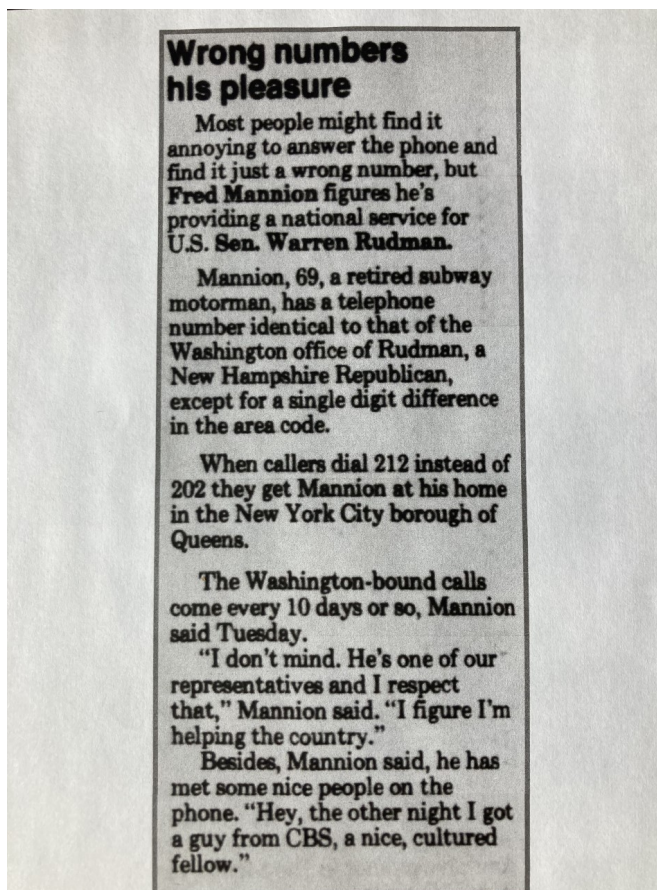 Wrong numbers
his pleasure
Most people might find it
annoying to answer the phone and
find it just a wrong number, but
Fred Mannion figures he's
providing a national service for
U.S. Sen. Warren Rudman.
Mannion, 69, a retired subway
motorman, has a telephone
number identical to that of the
Washington office of Rudman, a
New Hampshire Republican,
except for a single digit difference
in the area code.
When callers dial 212 instead of
202 they get Mannion at his home
in the New York City borough of
Queens.
The Washington-bound calls
come every 10 days or so, Mannion
said Tuesday.
“I don't mind. He's one of our
representatives and I respect
that,” Mannion said. “I figure I'm
helping the country.”
Besides, Mannion said, he has
met some nice people on the
phone. “Hey, the other night I got
a guy from CBS, a nice, cultured
fellow.”